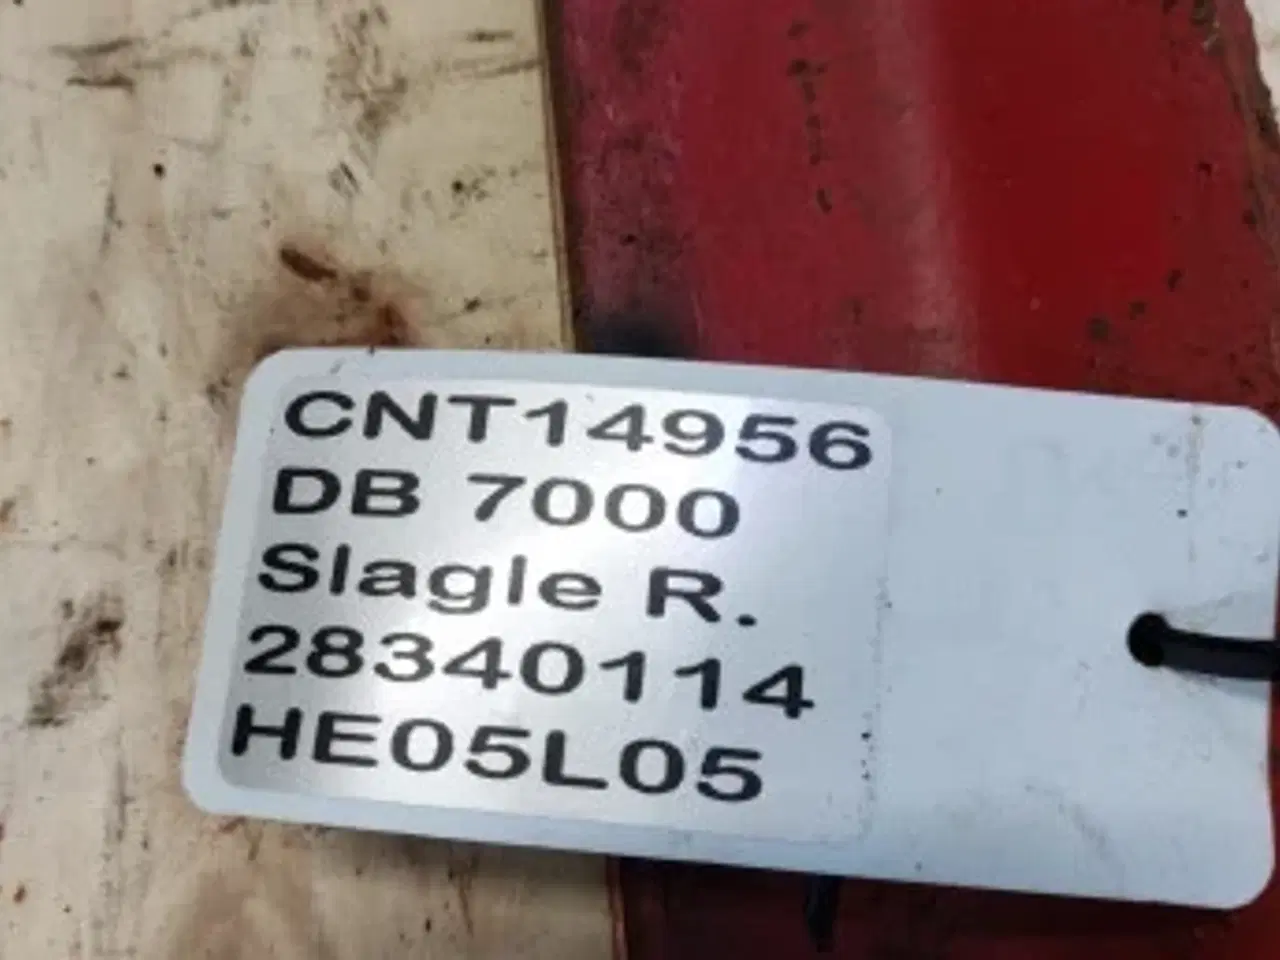 CNT14956
DB 7000
Slagle R.
28340114
HE05L05